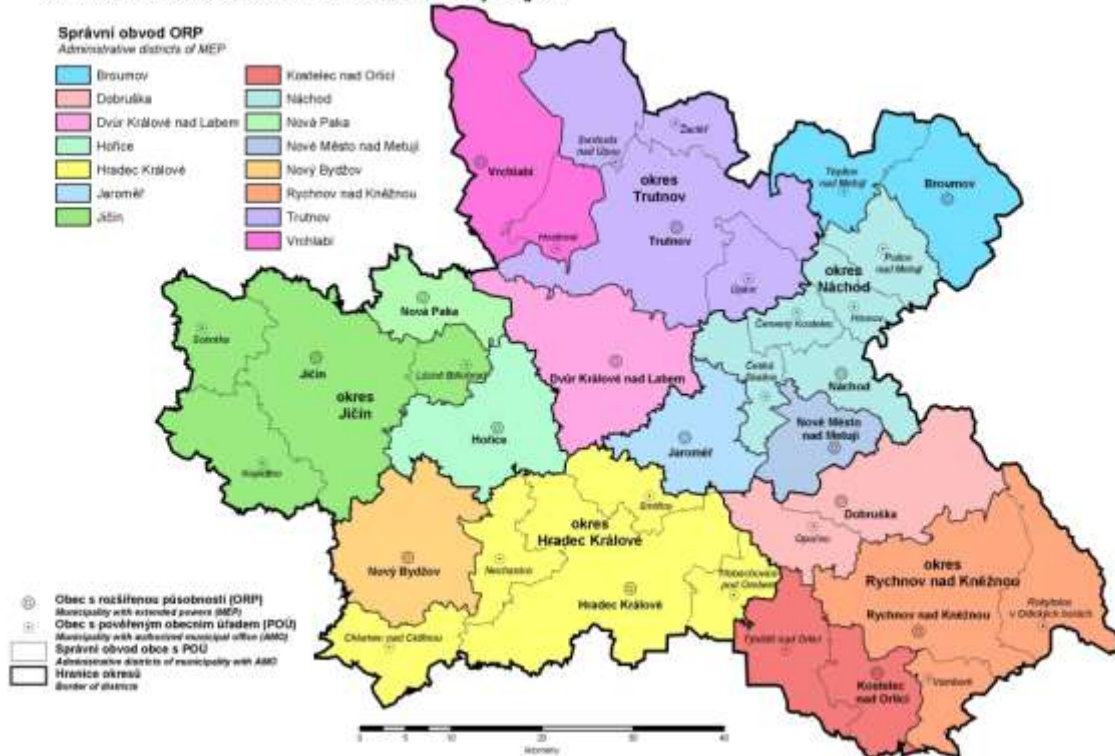 Správní obvod ORP
Administrative districts of MEP
Broumov
Dobruška
Dvůr Králové nad Labem
Hořice
Hradec Králové
Jaroměř
Jičín
Kostelec nad Orlicí
Náchod
Nová Paka
Nové Město nad Metují
Nový Bydžov
Rychnov nad Kněžnou
Trutnov
Vrchlabí
Žacléř
Svoboda
nad Úpou
Vrchlabí
okres
Trutnov
Teplice
nad Metují
Broumov
Trutnov
Hostinné
Police
nad Metují
okres
Náchod
Úpice
Hronov
Nová Paka
Červený Kostelec
Sobotka
Jičín
Lázně Bělohrad
Dvůr Králové nad Labem
Česká
Skalice
Náchod
okres
Jičín
Nové Město
nad Metují
Hořice
Jaroměř
Kopidlno
Smiřice
Dobruška
okres
Hradec Králové
Opočno
Nový Bydžov
Nechanice
Třebechovice
pod Orebem
okres
Rychnov nad Kněžnou
Hradec Králové
Rychnov nad Kněžnou
Rokytnice
v Orlických horách
Chlumec nad Cidlinou
Týniště nad Orlicí
Kostelec
nad Orlicí
Vamberk
Obec s rozšířenou působností (ORP)
Municipality with extended powers (MEP)
Obec s pověřeným obecním úřadem (POÚ)
Municipality with authorized municipal office (AMO)
Správní obvod obce s POÚ
Administrative districts of municipality with AMO
Hranice okresů
Border of districts
0 5 10 20 30 40
kilometry